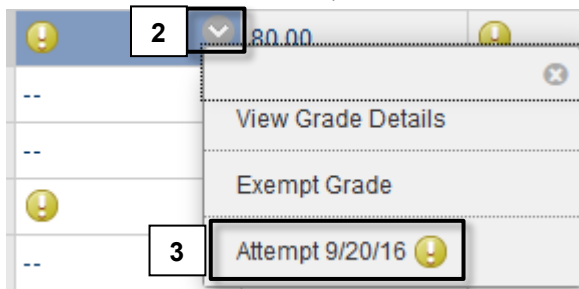 2 80.00
--
View Grade Details
--
Exempt Grade
3 Attempt 9/20/16
--